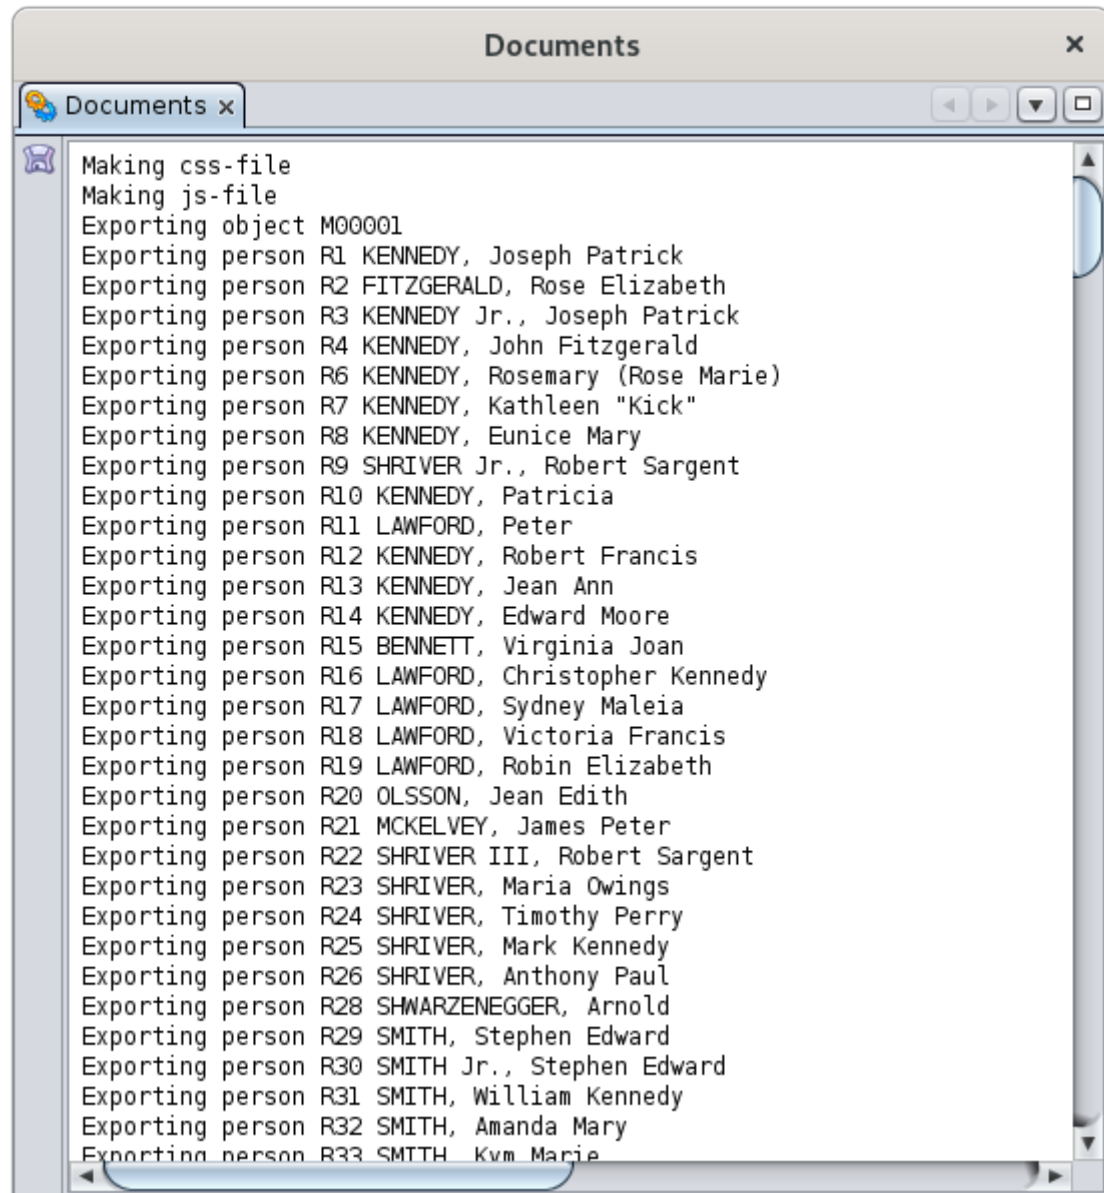 Documents
Documents
Making css-file
Making js-file
Exporting object M00001
Exporting person R1 KENNEDY, Joseph Patrick
Exporting person R2 FITZGERALD, Rose Elizabeth
Exporting person R3 KENNEDY Jr., Joseph Patrick
Exporting person R4 KENNEDY, John Fitzgerald
Exporting person R6 KENNEDY, Rosemary (Rose Marie)
Exporting person R7 KENNEDY, Kathleen "Kick"
Exporting person R8 KENNEDY, Eunice Mary
Exporting person R9 SHRIVER Jr., Robert Sargent
Exporting person R10 KENNEDY, Patricia
Exporting person R11 LAWFORD, Peter
Exporting person R12 KENNEDY, Robert Francis
Exporting person R13 KENNEDY, Jean Ann
Exporting person R14 KENNEDY, Edward Moore
Exporting person R15 BENNETT, Virginia Joan
Exporting person R16 LAWFORD, Christopher Kennedy
Exporting person R17 LAWFORD, Sydney Maleia
Exporting person R18 LAWFORD, Victoria Francis
Exporting person R19 LAWFORD, Robin Elizabeth
Exporting person R20 OLSSON, Jean Edith
Exporting person R21 MCKELVEY, James Peter
Exporting person R22 SHRIVER III, Robert Sargent
Exporting person R23 SHRIVER, Maria Owings
Exporting person R24 SHRIVER, Timothy Perry
Exporting person R25 SHRIVER, Mark Kennedy
Exporting person R26 SHRIVER, Anthony Paul
Exporting person R28 SHWARZENEGGER, Arnold
Exporting person R29 SMITH, Stephen Edward
Exporting person R30 SMITH Jr., Stephen Edward
Exporting person R31 SMITH, William Kennedy
Exporting person R32 SMITH, Amanda Mary
Exporting person R33 SMITH, Kym Marie